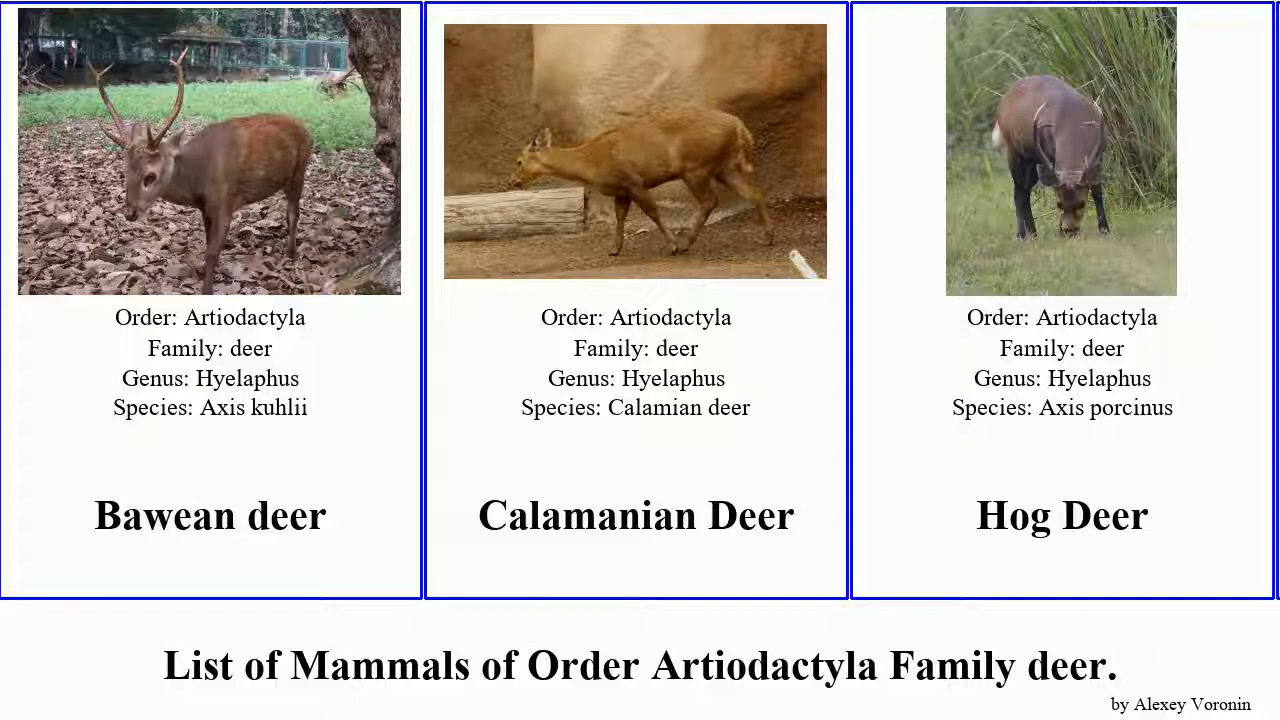 Order: Artiodactyla
Family: deer
Genus: Hyelaphus
Species: Axis kuhlii
Bawean deer
Order: Artiodactyla
Family: deer
Genus: Hyelaphus
Species: Calamian deer
Calamanian Deer
Order: Artiodactyla
Family: deer
Genus: Hyelaphus
Species: Axis porcinus
Hog Deer
List of Mammals of Order Artiodactyla Family deer.
by Alexey Voronin